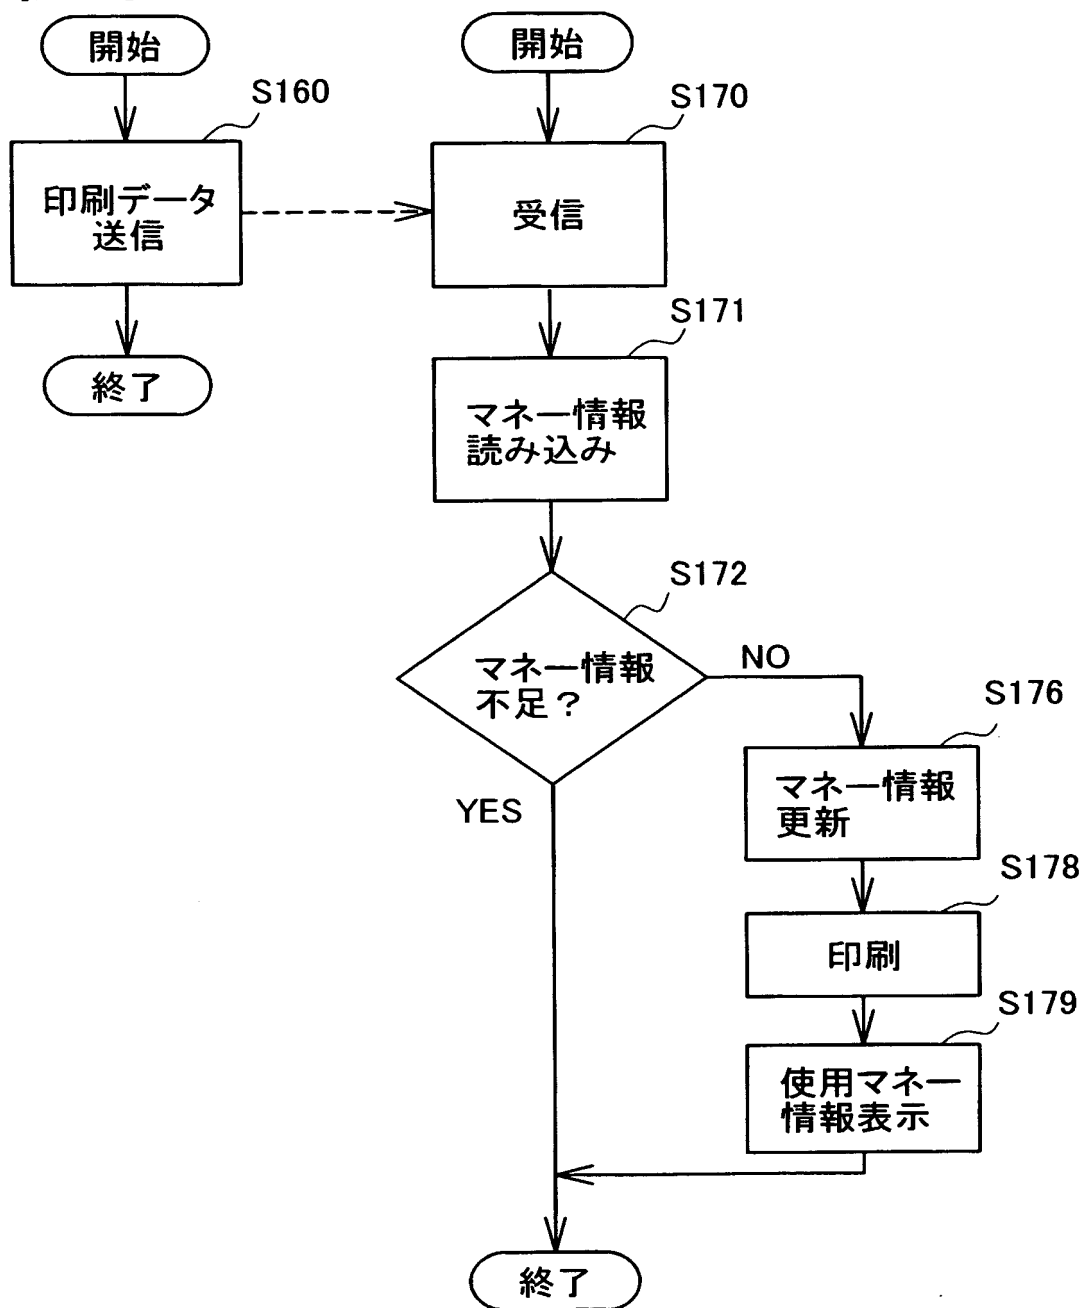 開始
S160
印刷データ
送信
終了
開始
S170
受信
S171
マネー情報
読み込み
S172
マネー情報
不足?
NO
YES
S176
マネー情報
更新
S178
印刷
S179
使用マネー
情報表示
終了